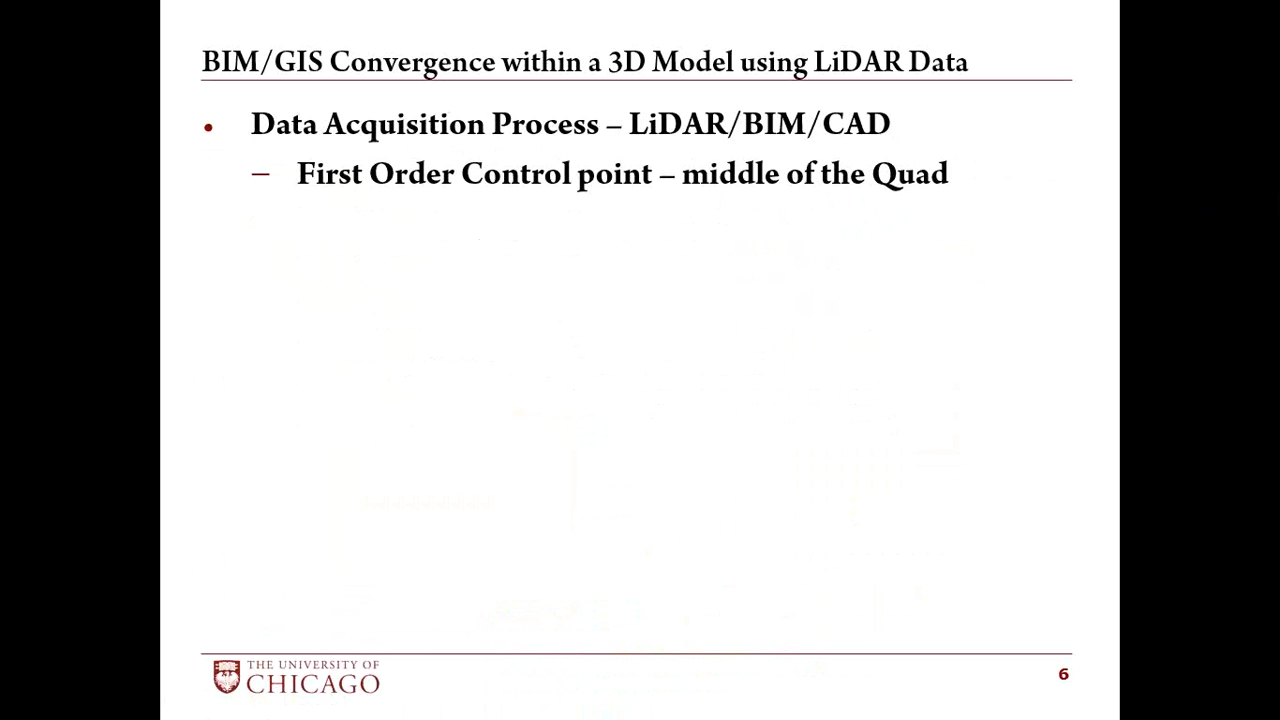 BIM/GIS Convergence within a 3D Model using LiDAR Data
• Data Acquisition Process – LiDAR/BIM/CAD
– First Order Control point – middle of the Quad
THE UNIVERSITY OF
CHICAGO
6